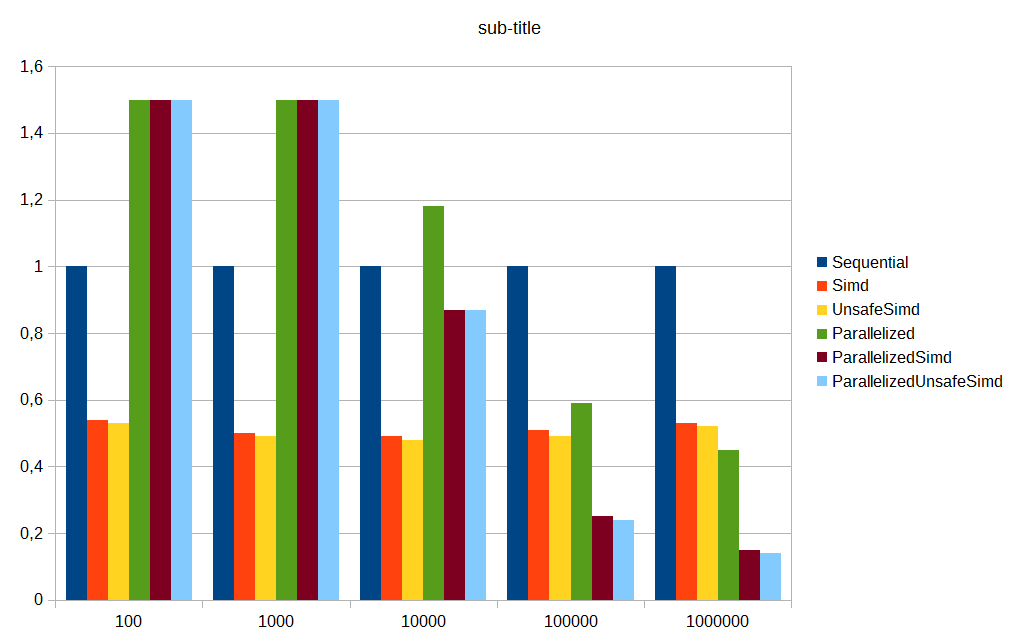 sub-title
1,6
1,4
1,2
1
0,8
0,6
0,4
0,2
0
100 1000 10000 100000 1000000
Sequential
Simd
UnsafeSimd
Parallelized
ParallelizedSimd
ParallelizedUnsafeSimd